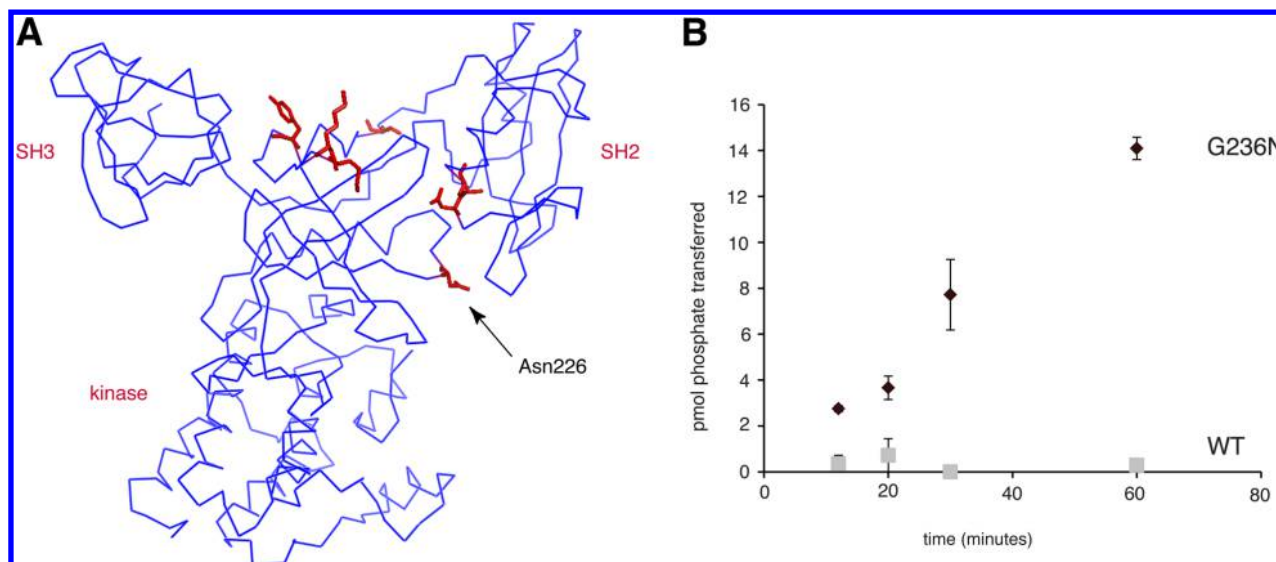 A
SH3
SH2
Asn226
kinase
B
16
14
12
10
8
6
4
2
0
0 20 40 60 80
pmol phosphate transferred
time (minutes)
G236N
WT